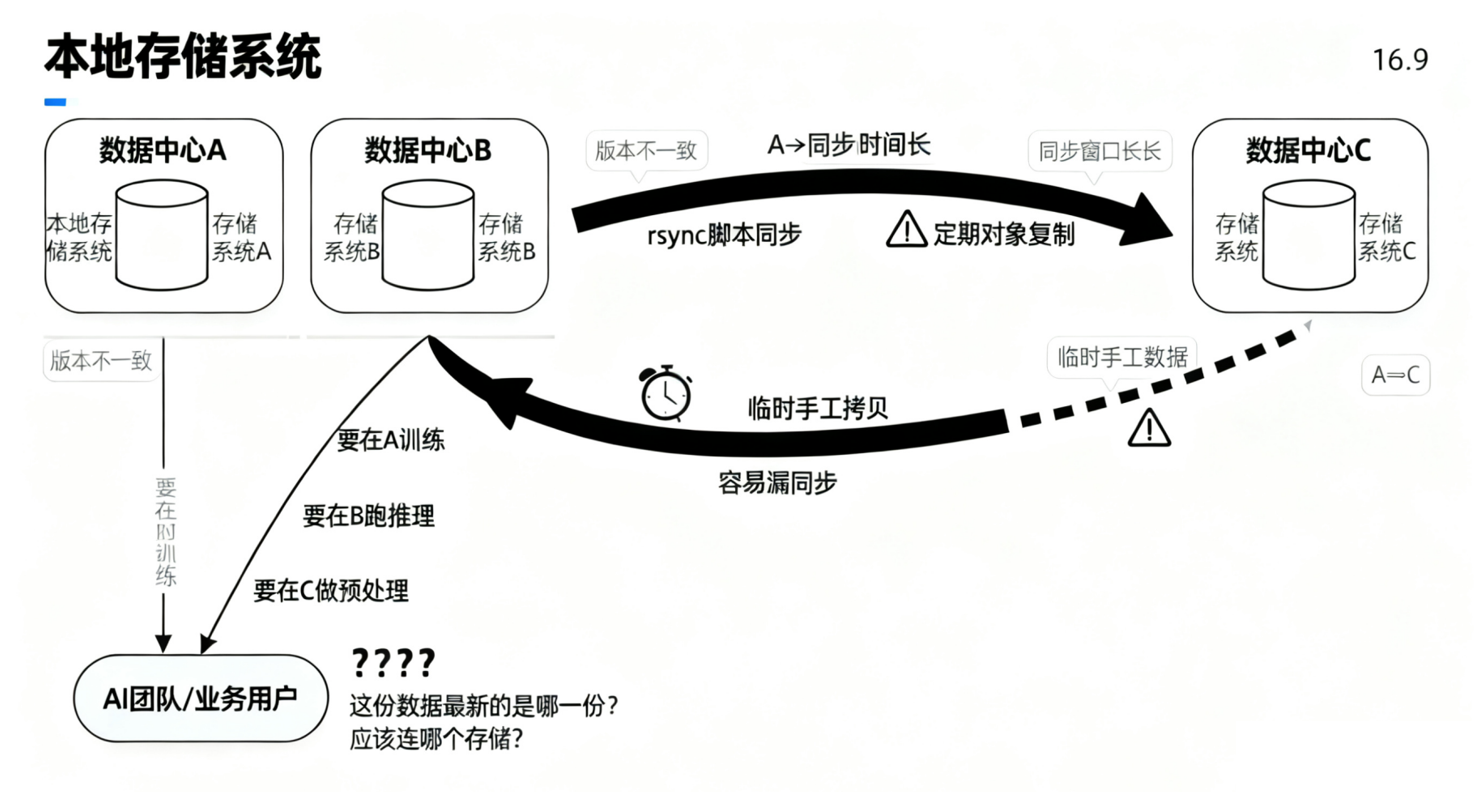 本地存储系统
16.9
数据中心A
本地存
储系统
存储
系统A
数据中心B
存储
系统B
存储
系统B
版本不一致
A→同步时间长
同步窗口长长
rsync脚本同步
定期对象复制
数据中心C
存储
系统
存储
系统C
版本不一致
临时手工数据
A═C
临时手工拷贝
容易漏同步
要在A训练
要在B跑推理
要在C做预处理
要
在
训
练
AI团队/业务用户
????
这份数据最新的是哪一份?
应该连哪个存储?